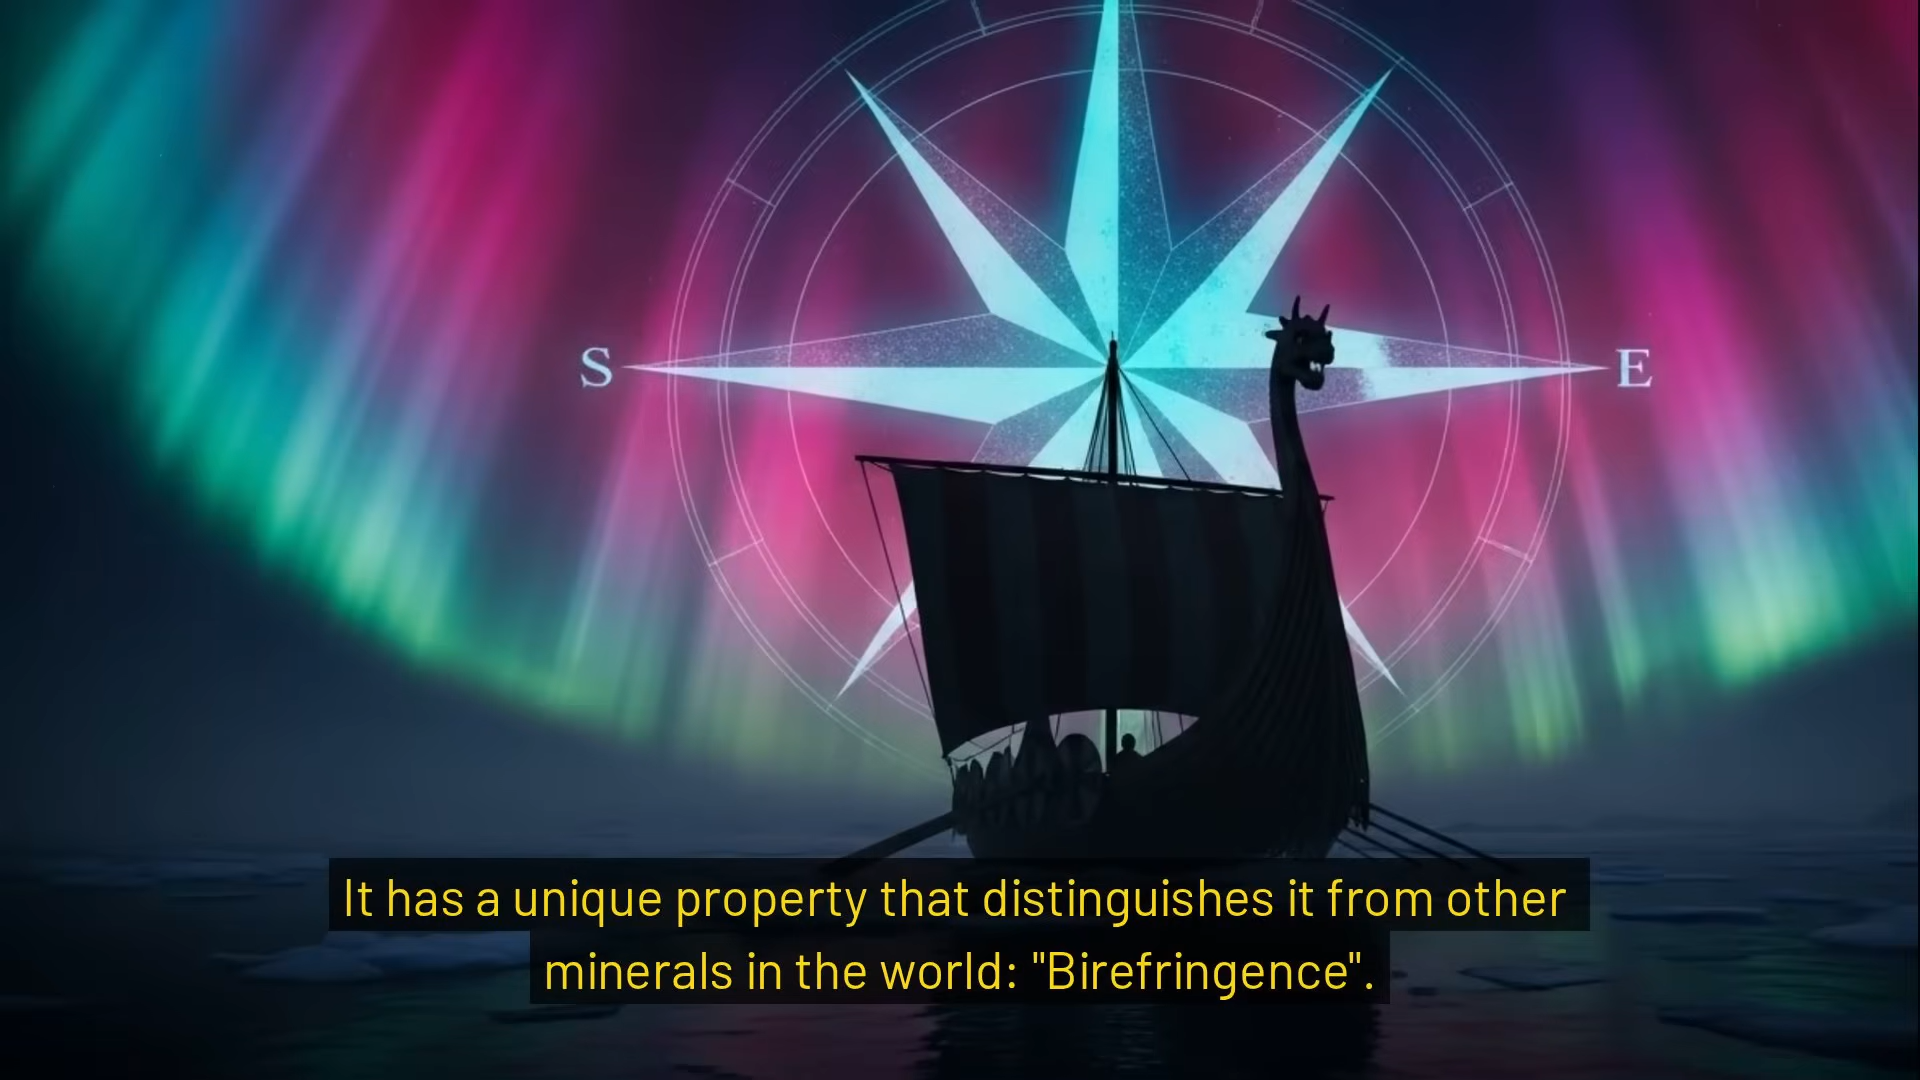 S
E
It has a unique property that distinguishes it from other
minerals in the world: "Birefringence".